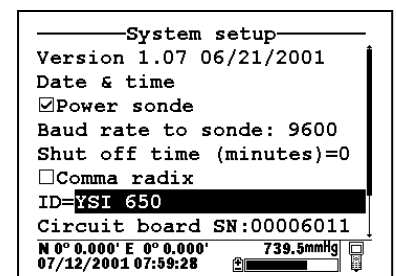 System setup
Version 1.07 06/21/2001
Date & time
☑Power sonde
Baud rate to sonde: 9600
Shut off time (minutes)=0
☐Comma radix
ID=YSI 650
Circuit board SN:00006011
N 0° 0.000' E 0° 0.000' 739.5mmHg
07/12/2001 07:59:28